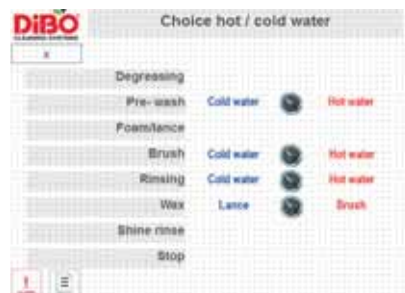 DiBO
CLEANING SYSTEMS
Choice hot / cold water
x
Degreasing
Pre- wash Cold water Hot water
Foam/lance
Brush Cold water Hot water
Rinsing Cold water Hot water
Wax Lance Brush
Shine rinse
Stop
!